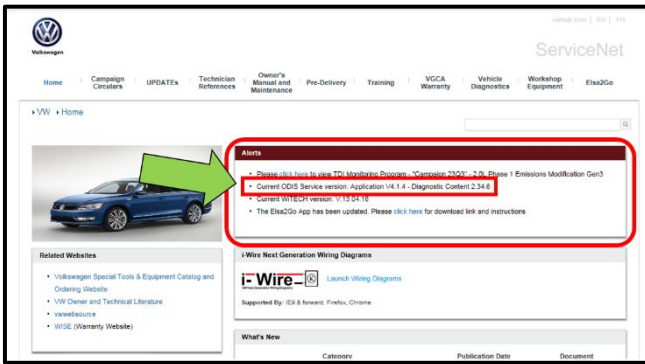 vwhub.com | EN | FR
Volkswagen
ServiceNet
Home
Campaign Circulars
UPDATEs
Technician References
Owner's Manual and Maintenance
Pre-Delivery
Training
VGCA Warranty
Vehicle Diagnostics
Workshop Equipment
Elsa2Go
VW Home
Alerts
Please click here to view TDI Monitoring Program - "Campaign 23Q3" - 2.0L Phase 1 Emissions Modification Gen3
Current ODIS Service version: Application V4.1.4 - Diagnostic Content 2.34.6
Current WiTECH version: V.13.04.18
The Elsa2Go App has been updated. Please click here for download link and instructions
Related Websites
Volkswagen Special Tools & Equipment Catalog and
Ordering Website
VW Owner and Technical Literature
vwwebsource
WISE (Warranty Website)
i-Wire Next Generation Wiring Diagrams
i-Wire
Launch Wiring Diagrams
Supported By: IE9 & forward, Firefox, Chrome
What's New
Category
Publication Date
Document